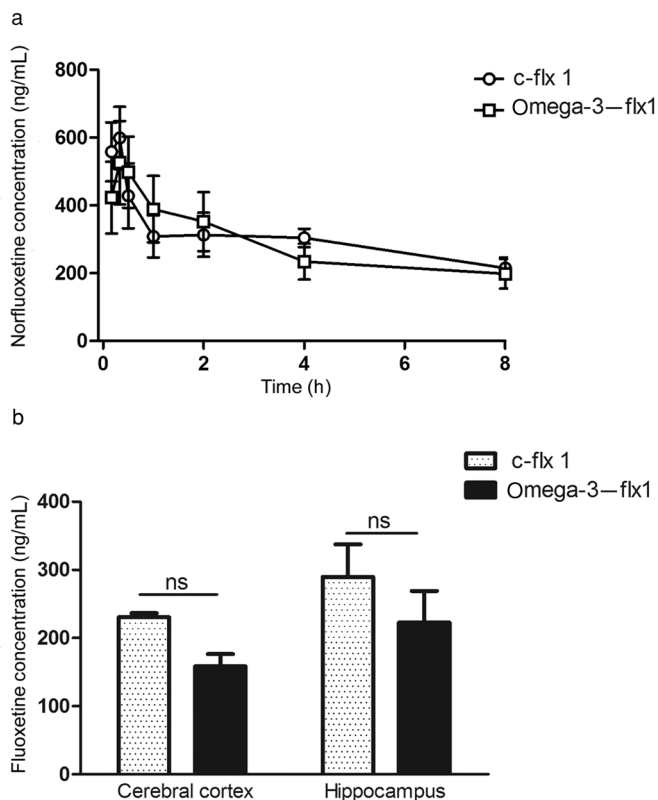 a
Norfluoxetine concentration (ng/mL)
800
600
400
200
0
0 2 4 6 8
Time (h)
c-flx 1
Omega-3—flx1
b
c-flx 1
Omega-3—flx1
Fluoxetine concentration (ng/mL)
400
300
200
100
0
ns
ns
Cerebral cortex Hippocampus